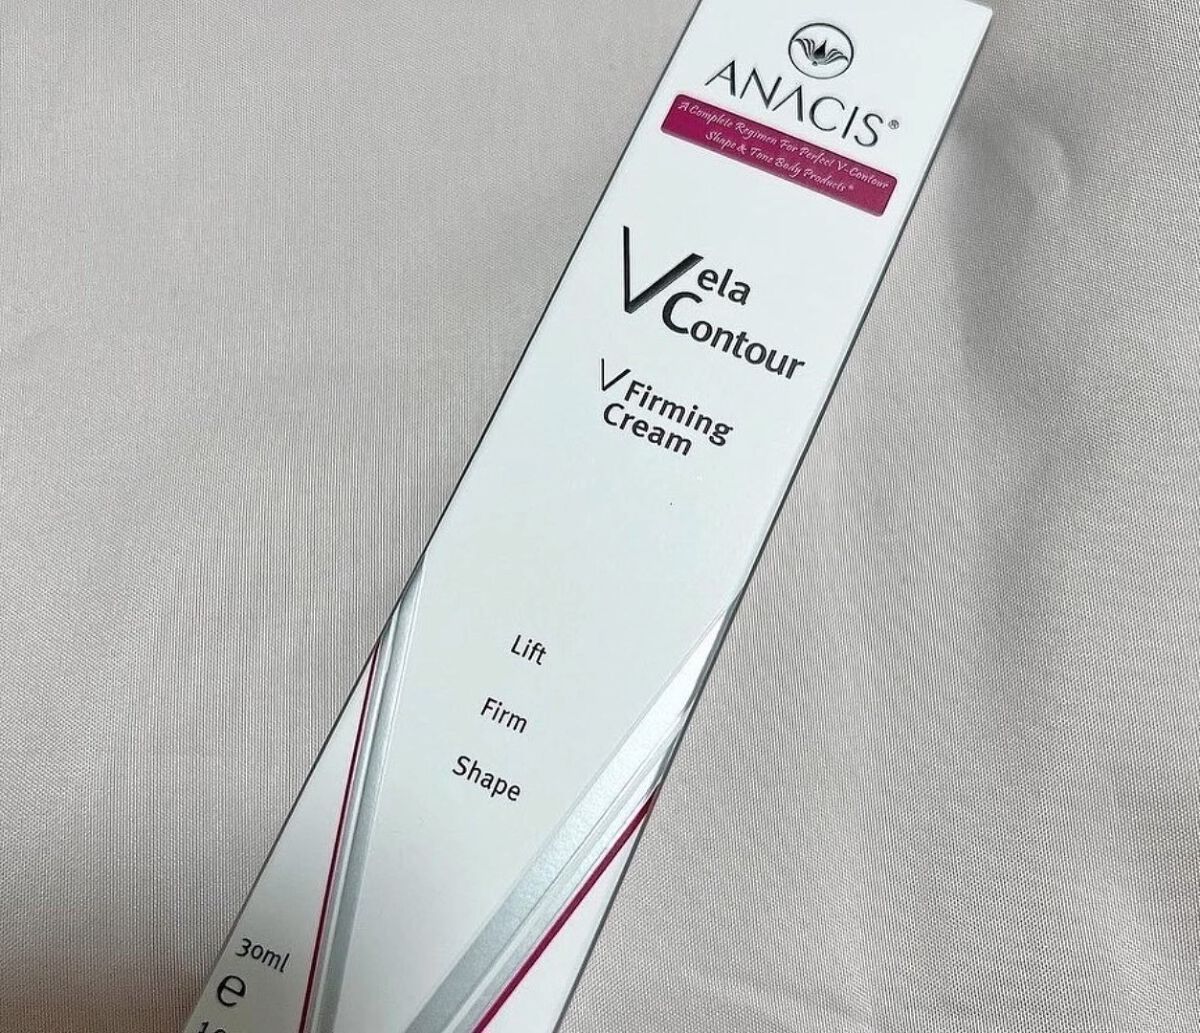 ANACIS®
A Complete Regimen For Perfect V-Contour
Shape & Tone Body Products®
Vela
Contour
V Firming
Cream
Lift
Firm
Shape
30ml
e